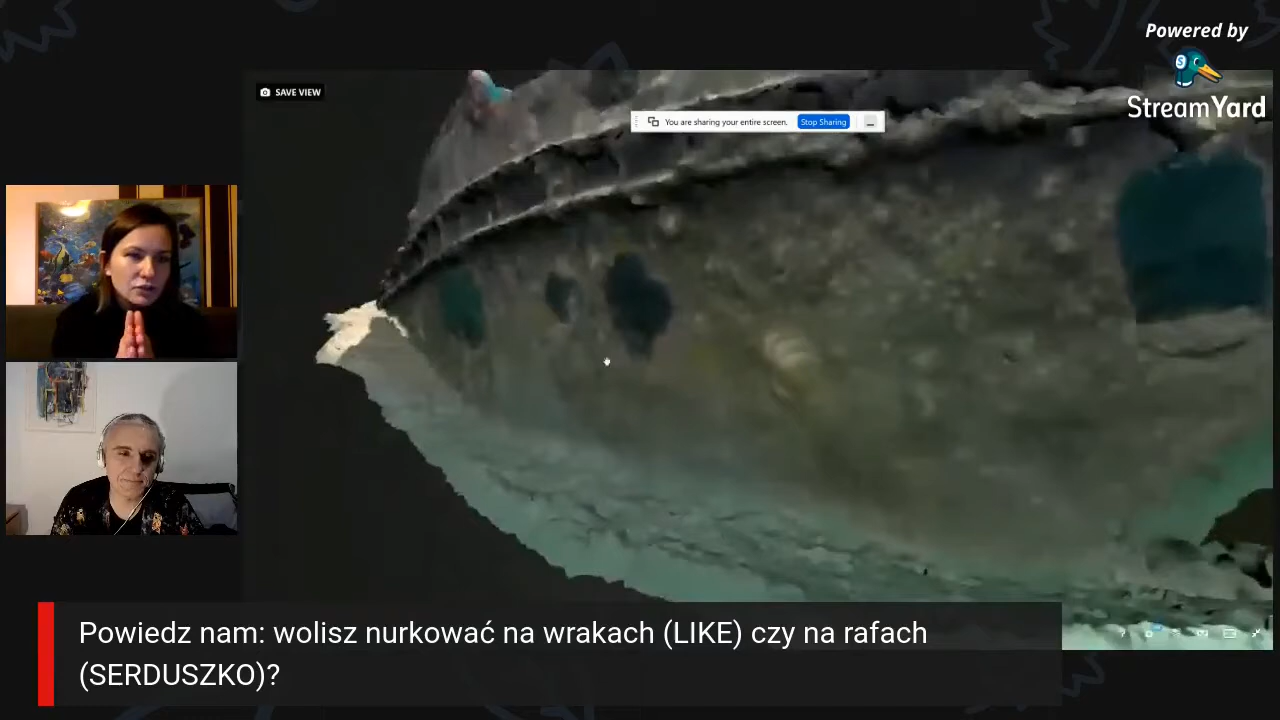 Powered by
StreamYard
SAVE VIEW
You are sharing your entire screen. Stop Sharing
Powiedz nam: wolisz nurkować na wrakach (LIKE) czy na rafach
(SERDUSZKO)?